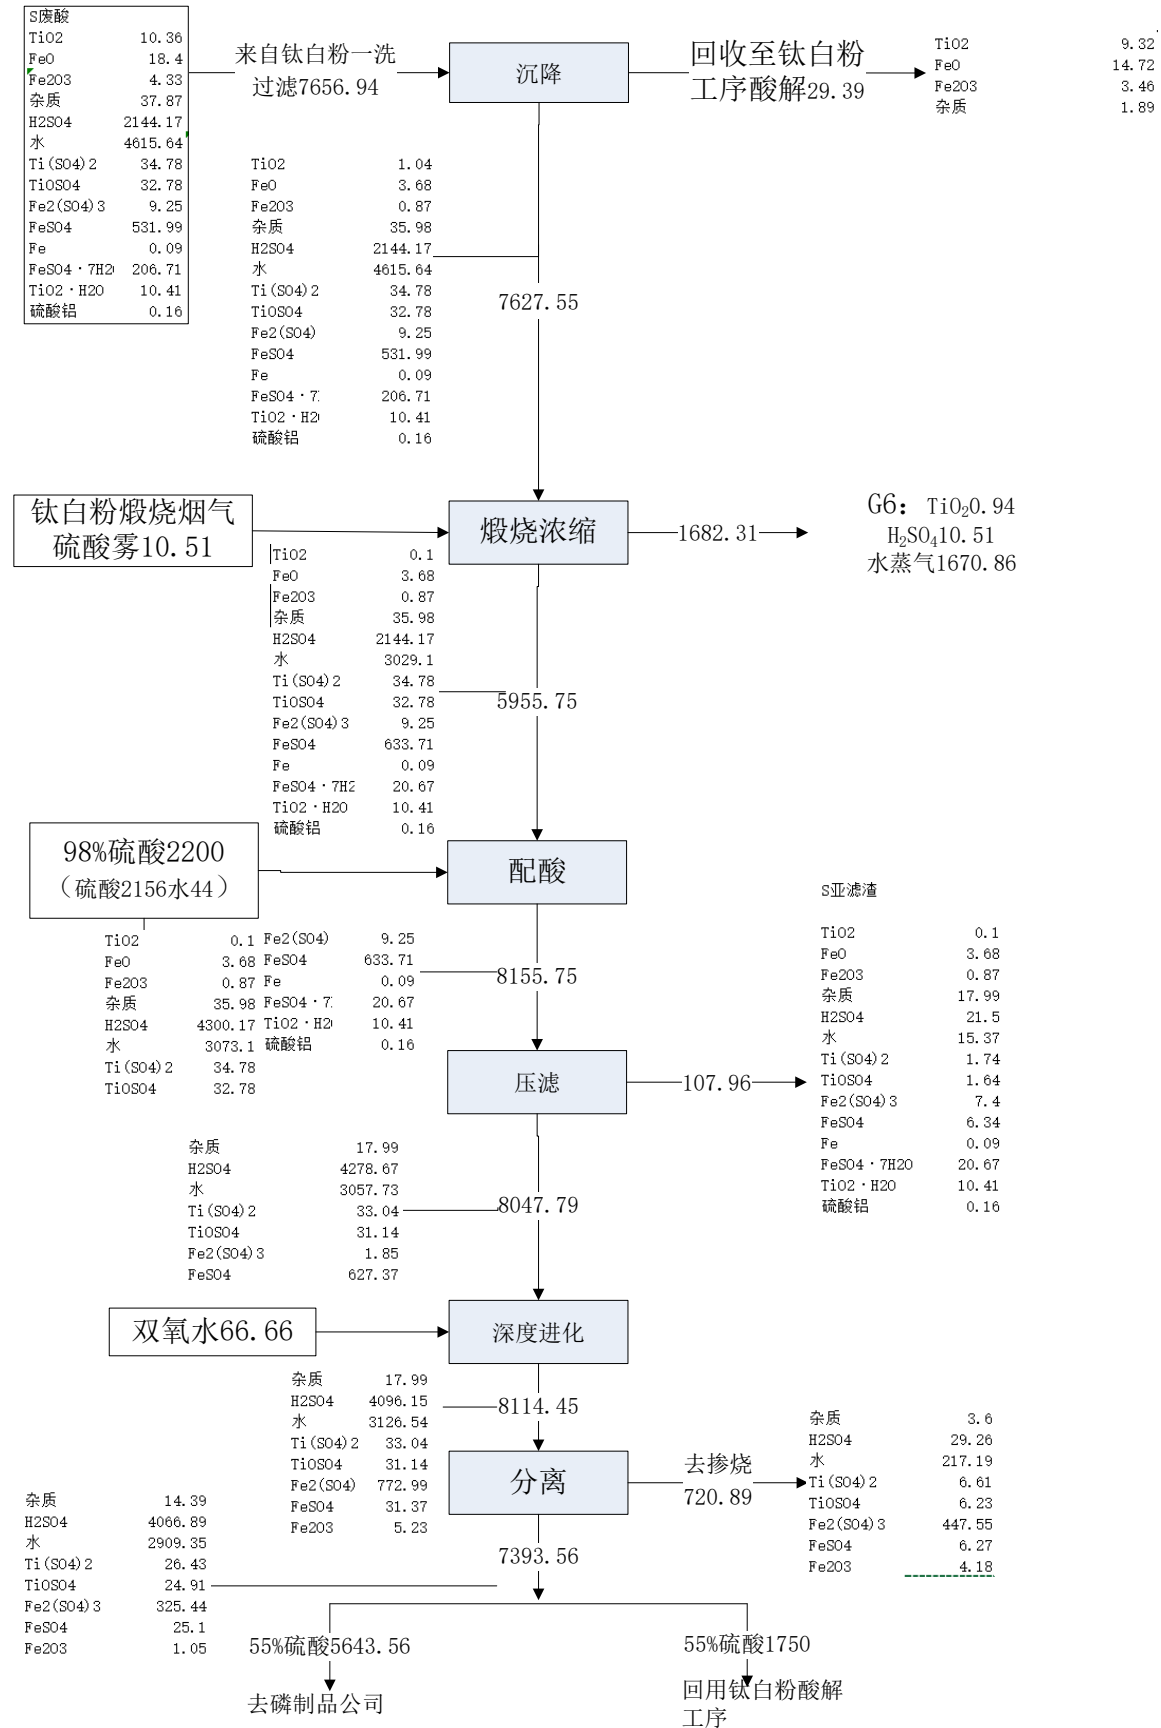 S废酸
TiO2 10.36
FeO 18.4
Fe2O3 4.33
杂质 37.87
H2SO4 2144.17
水 4615.64
Ti(SO4)2 34.78
TiOSO4 32.78
Fe2(SO4)3 9.25
FeSO4 531.99
Fe 0.09
FeSO4·7H2 206.71
TiO2·H2O 10.41
硫酸铝 0.16
来自钛白粉一洗
过滤7656.94
沉降
回收至钛白粉
工序酸解29.39
TiO2 9.32
FeO 14.72
Fe2O3 3.46
杂质 1.89
TiO2 1.04
FeO 3.68
Fe2O3 0.87
杂质 35.98
H2SO4 2144.17
水 4615.64
Ti(SO4)2 34.78
TiOSO4 32.78
Fe2(SO4) 9.25
FeSO4 531.99
Fe 0.09
FeSO4·7 206.71
TiO2·H2 10.41
硫酸铝 0.16
7627.55
钛白粉煅烧烟气
硫酸雾10.51
煅烧浓缩
1682.31
G6：TiO₂0.94
H₂SO₄10.51
水蒸气1670.86
TiO2 0.1
FeO 3.68
Fe2O3 0.87
杂质 35.98
H2SO4 2144.17
水 3029.1
Ti(SO4)2 34.78
TiOSO4 32.78
Fe2(SO4)3 9.25
FeSO4 633.71
Fe 0.09
FeSO4·7H2 20.67
TiO2·H2O 10.41
硫酸铝 0.16
5955.75
98%硫酸2200
（硫酸2156水44）
配酸
TiO2 0.1
FeO 3.68
Fe2O3 0.87
杂质 35.98
H2SO4 4300.17
水 3073.1
Ti(SO4)2 34.78
TiOSO4 32.78
Fe2(SO4) 9.25
FeSO4 633.71
Fe 0.09
FeSO4·7 20.67
TiO2·H2 10.41
硫酸铝 0.16
8155.75
压滤
107.96
S亚滤渣
TiO2 0.1
FeO 3.68
Fe2O3 0.87
杂质 17.99
H2SO4 21.5
水 15.37
Ti(SO4)2 1.74
TiOSO4 1.64
Fe2(SO4)3 7.4
FeSO4 6.34
Fe 0.09
FeSO4·7H2O 20.67
TiO2·H2O 10.41
硫酸铝 0.16
杂质 17.99
H2SO4 4278.67
水 3057.73
Ti(SO4)2 33.04
TiOSO4 31.14
Fe2(SO4)3 1.85
FeSO4 627.37
8047.79
双氧水66.66
深度进化
杂质 17.99
H2SO4 4096.15
水 3126.54
Ti(SO4)2 33.04
TiOSO4 31.14
Fe2(SO4) 772.99
FeSO4 31.37
Fe2O3 5.23
8114.45
分离
去掺烧
720.89
杂质 3.6
H2SO4 29.26
水 217.19
Ti(SO4)2 6.61
TiOSO4 6.23
Fe2(SO4)3 447.55
FeSO4 6.27
Fe2O3 4.18
杂质 14.39
H2SO4 4066.89
水 2909.35
Ti(SO4)2 26.43
TiOSO4 24.91
Fe2(SO4)3 325.44
FeSO4 25.1
Fe2O3 1.05
7393.56
55%硫酸5643.56
去磷制品公司
55%硫酸1750
回用钛白粉酸解
工序